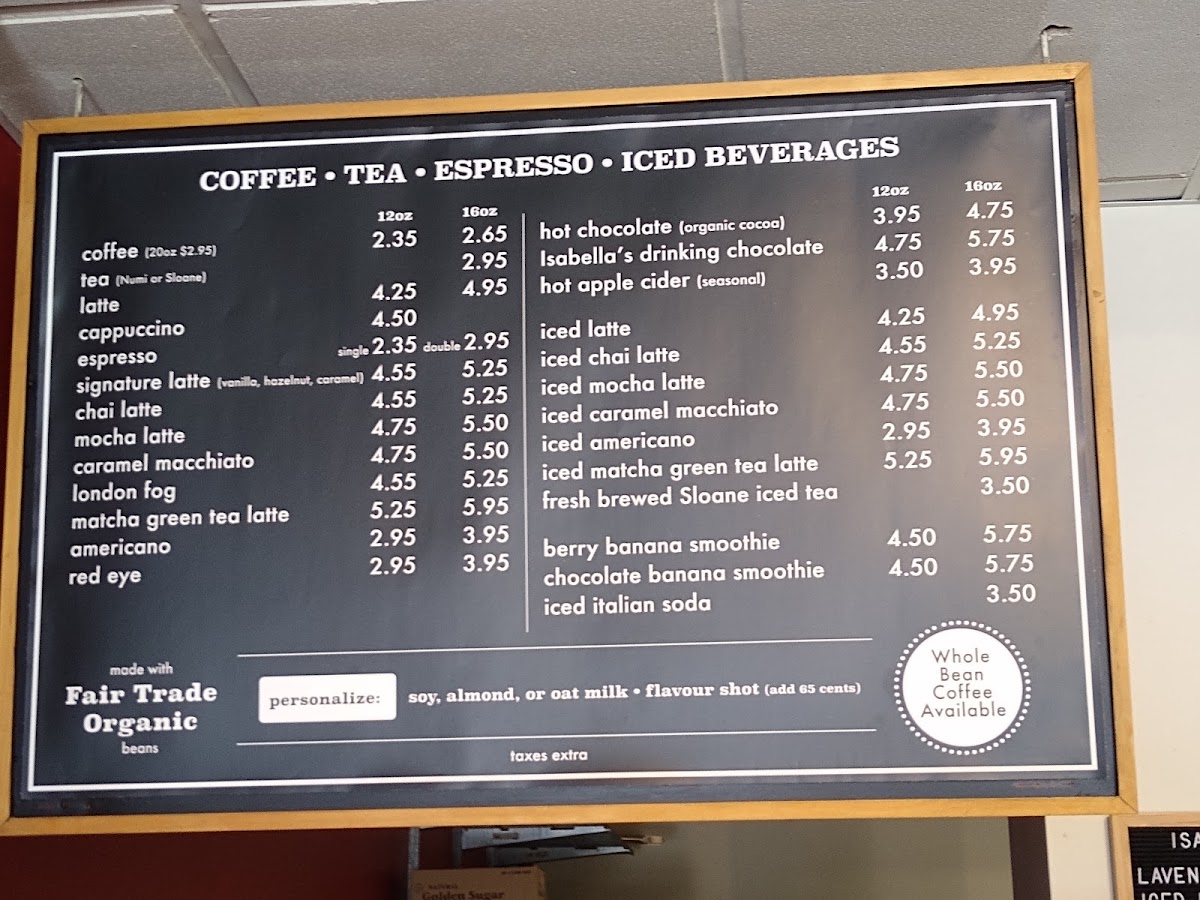 COFFEE • TEA • ESPRESSO • ICED BEVERAGES
12oz 16oz
coffee (20oz $2.95) 2.35 2.65
tea (Numi or Sloane) 2.95
latte 4.25 4.95
cappuccino 4.50
espresso single 2.35 double 2.95
signature latte (vanilla, hazelnut, caramel) 4.55 5.25
chai latte 4.55 5.25
mocha latte 4.75 5.50
caramel macchiato 4.75 5.50
london fog 4.55 5.25
matcha green tea latte 5.25 5.95
americano 2.95 3.95
red eye 2.95 3.95
12oz 16oz
hot chocolate (organic cocoa) 3.95 4.75
Isabella's drinking chocolate 4.75 5.75
hot apple cider (seasonal) 3.50 3.95
iced latte 4.25 4.95
iced chai latte 4.55 5.25
iced mocha latte 4.75 5.50
iced caramel macchiato 4.75 5.50
iced americano 2.95 3.95
iced matcha green tea latte 5.25 5.95
fresh brewed Sloane iced tea 3.50
berry banana smoothie 4.50 5.75
chocolate banana smoothie 4.50 5.75
iced italian soda 3.50
made with
Fair Trade
Organic
beans
personalize: soy, almond, or oat milk • flavour shot (add 65 cents)
taxes extra
Whole
Bean
Coffee
Available
NATURAL
Golden Sugar
ISA
LAVEN
ICED